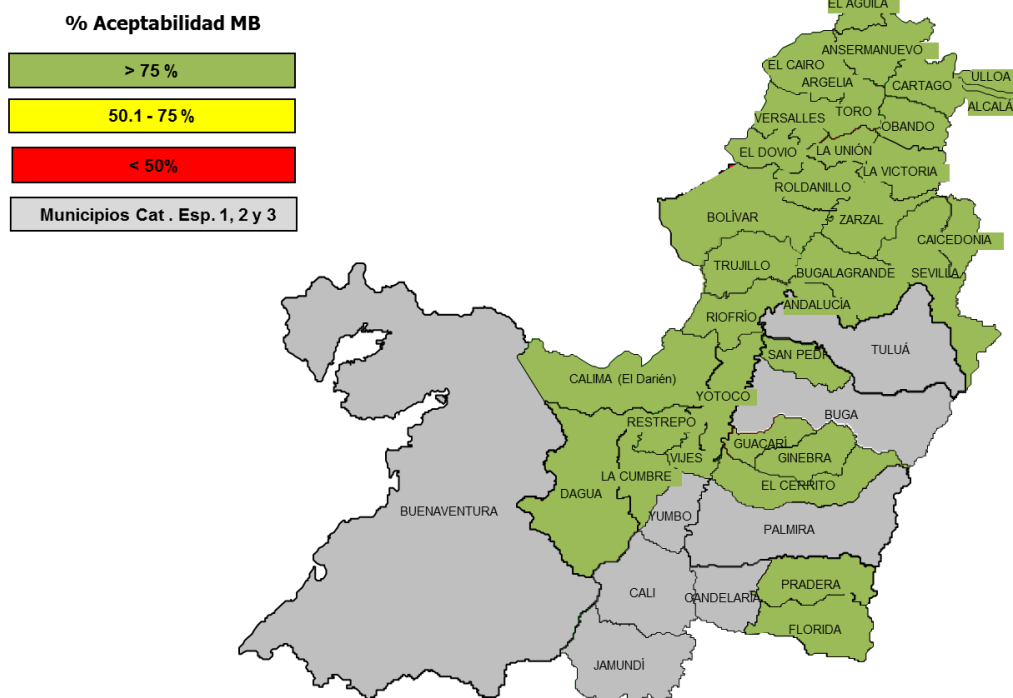 % Aceptabilidad MB
> 75 %
50.1 - 75 %
< 50%
Municipios Cat . Esp. 1, 2 y 3
EL ÁGUILA
ANSERMANUEVO
EL CAIRO
ULLOA
ARGELIA
CARTAGO
ALCALÁ
TORO
VERSALLES
OBANDO
EL DOVIO
LA UNIÓN
LA VICTORIA
ROLDANILLO
BOLÍVAR
ZARZAL
CAICEDONIA
TRUJILLO
BUGALAGRANDE
SEVILLA
ANDALUCÍA
RIOFRÍO
TULUÁ
SAN PEDR
CALIMA (El Darién)
YOTOCO
BUGA
RESTREPO
GUACARÍ
VIJES
GINEBRA
LA CUMBRE
EL CERRITO
DAGUA
BUENAVENTURA
YUMBO
PALMIRA
PRADERA
CALI
CANDELARIA
FLORIDA
JAMUNDÍ